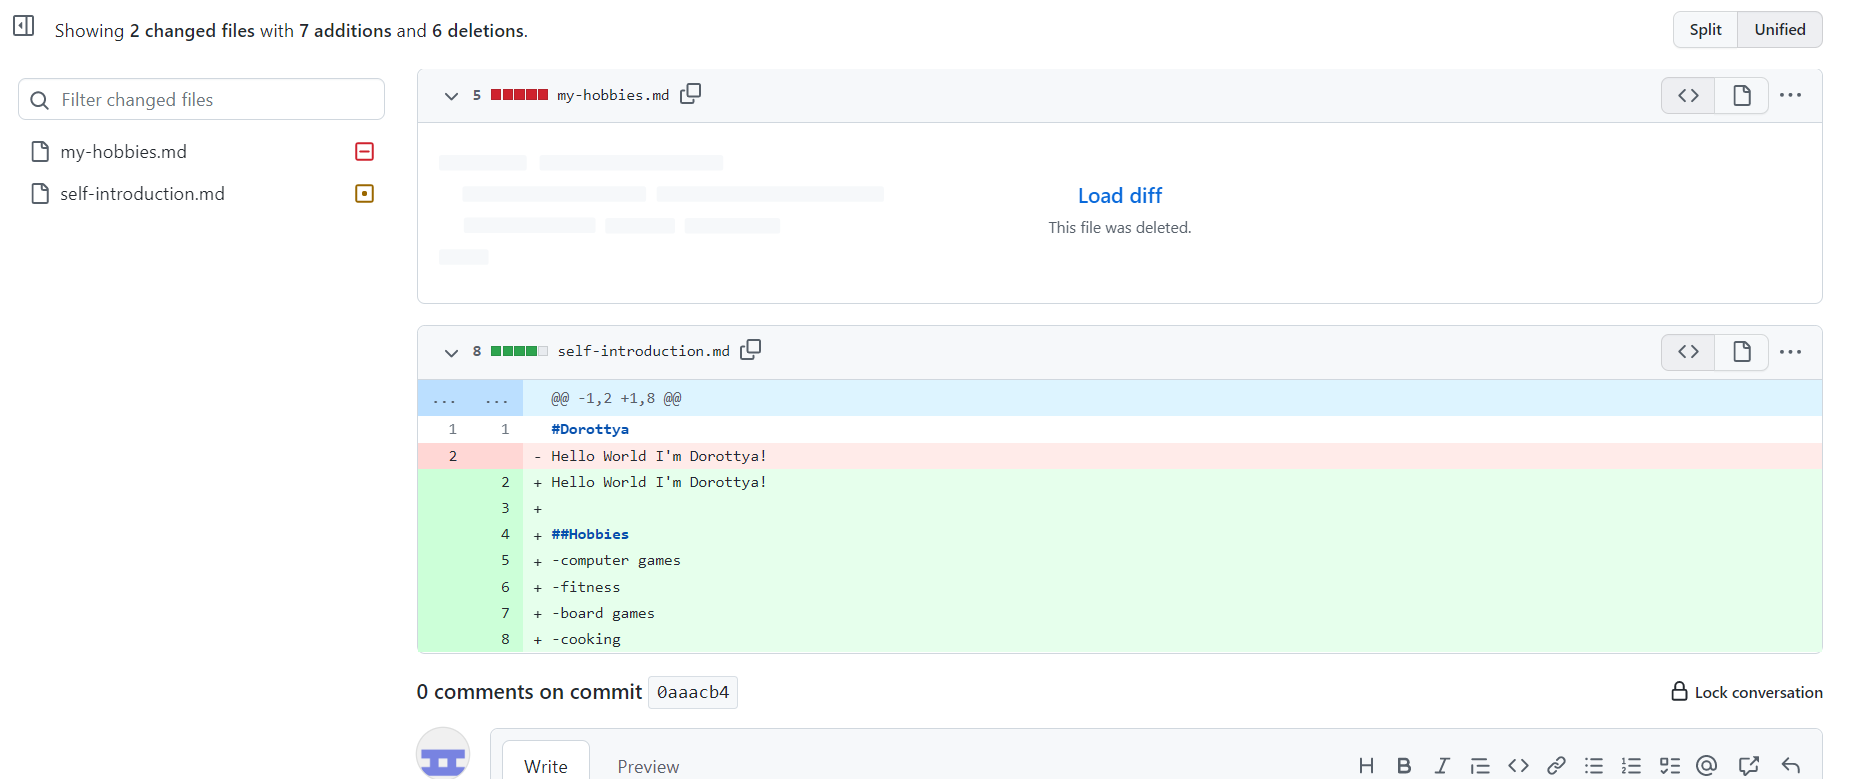 Showing 2 changed files with 7 additions and 6 deletions.
Split Unified
Filter changed files
my-hobbies.md
self-introduction.md
5 my-hobbies.md
Load diff
This file was deleted.
8 self-introduction.md
... ... @@ -1,2 +1,8 @@
1 1 #Dorottya
2 - Hello World I'm Dorottya!
2 + Hello World I'm Dorottya!
3 +
4 + ##Hobbies
5 + -computer games
6 + -fitness
7 + -board games
8 + -cooking
0 comments on commit 0aaacb4
Lock conversation
Write Preview